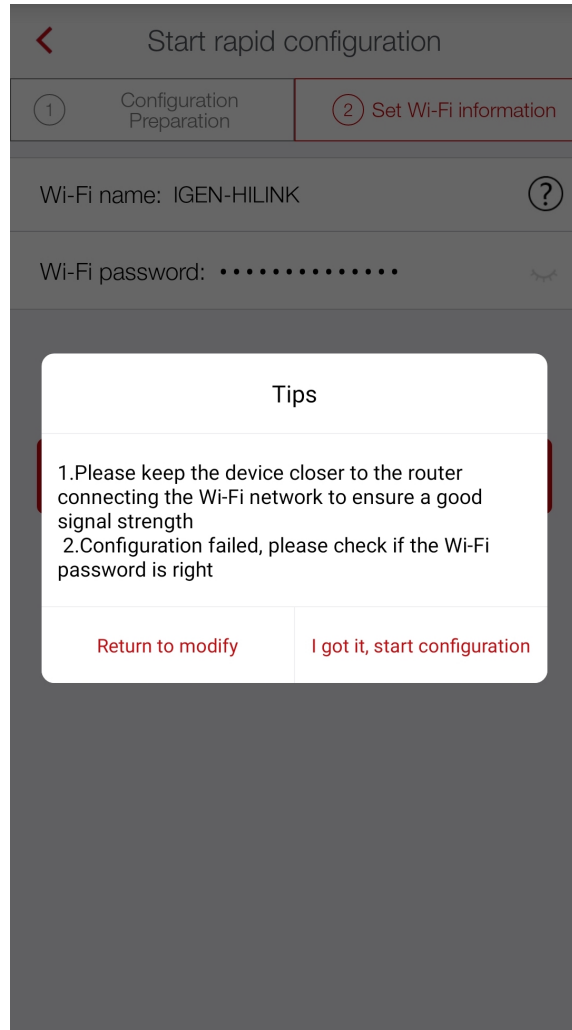 Start rapid configuration
1
Configuration
Preparation
2 Set Wi-Fi information
Wi-Fi name: IGEN-HILINK
?
Wi-Fi password: ••••••••••••••
Tips
1.Please keep the device closer to the router
connecting the Wi-Fi network to ensure a good
signal strength
2.Configuration failed, please check if the Wi-Fi
password is right
Return to modify
I got it, start configuration